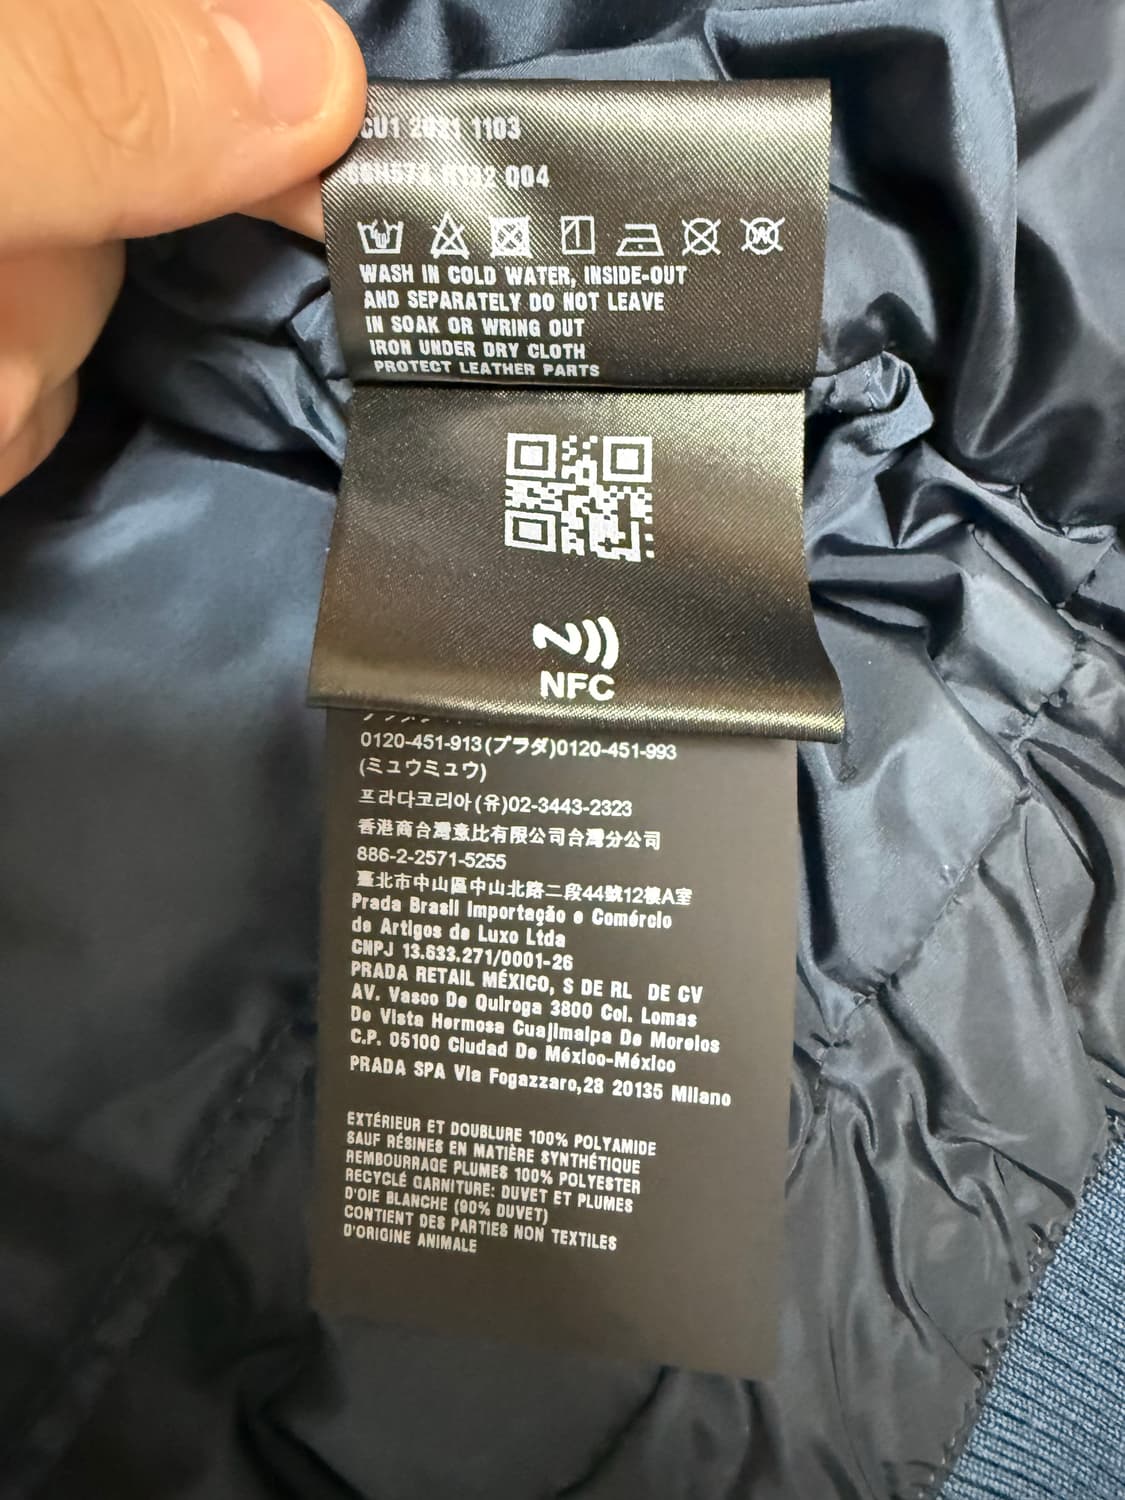 2021 1103
Q04
WASH IN COLD WATER, INSIDE-OUT
AND SEPARATELY DO NOT LEAVE
IN SOAK OR WRING OUT
IRON UNDER DRY CLOTH
PROTECT LEATHER PARTS
NFC
0120-451-913(プラダ)0120-451-993
(ミュウミュウ)
프라다코리아(유)02-3443-2323
香港商台灣意比有限公司台灣分公司
886-2-2571-5255
臺北市中山區中山北路二段44號12樓A室
Prada Brasil Importação e Comércio
de Artigos de Luxo Ltda
CNPJ 13.633.271/0001-26
PRADA RETAIL MÉXICO, S DE RL DE CV
AV. Vasco De Quiroga 3800 Col. Lomas
De Vista Hermosa Cuajimalpa De Morelos
C.P. 05100 Ciudad De México-México
PRADA SPA Via Fogazzaro,28 20135 Milano
EXTÉRIEUR ET DOUBLURE 100% POLYAMIDE
SAUF RÉSINES EN MATIÈRE SYNTHÉTIQUE
REMBOURRAGE PLUMES 100% POLYESTER
RECYCLÉ GARNITURE: DUVET ET PLUMES
D'OIE BLANCHE (90% DUVET)
CONTIENT DES PARTIES NON TEXTILES
D'ORIGINE ANIMALE